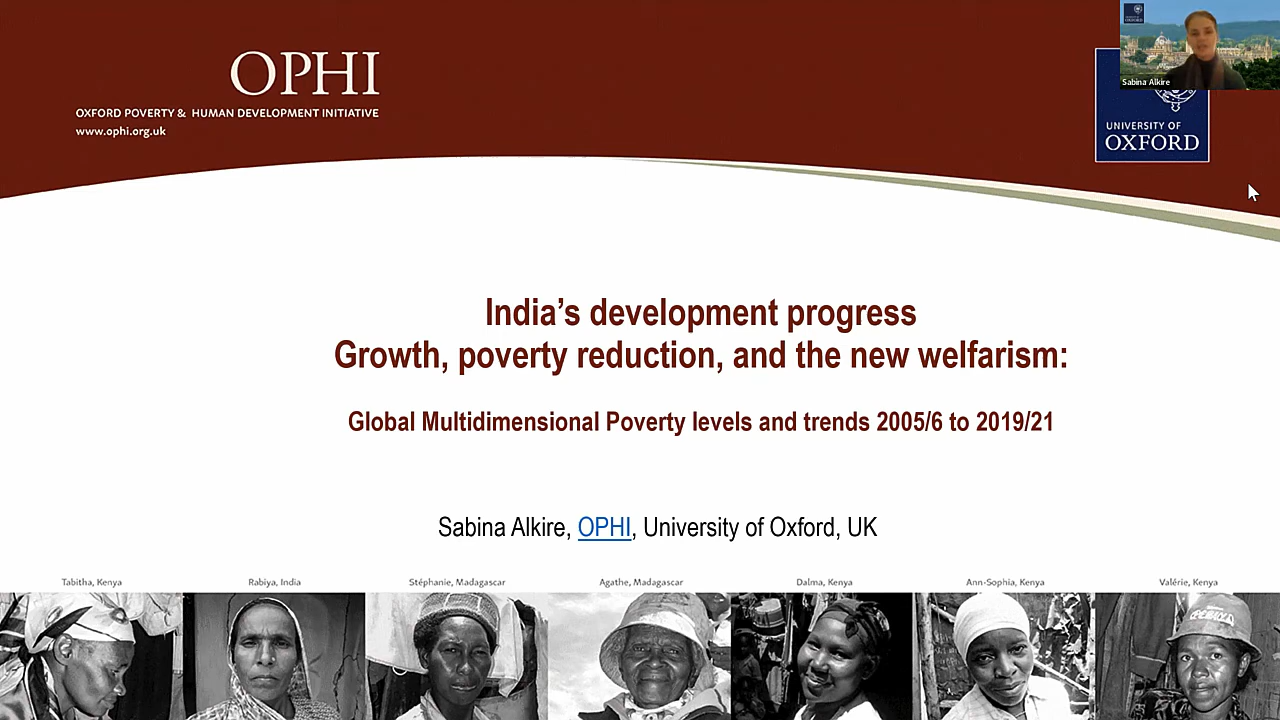 OPHI
OXFORD POVERTY & HUMAN DEVELOPMENT INITIATIVE
www.ophi.org.uk
Sabina Alkire
UNIVERSITY OF
OXFORD
India’s development progress
Growth, poverty reduction, and the new welfarism:
Global Multidimensional Poverty levels and trends 2005/6 to 2019/21
Sabina Alkire, OPHI, University of Oxford, UK
Tabitha, Kenya
Rabiya, India
Stéphanie, Madagascar
Agathe, Madagascar
Dalma, Kenya
Ann-Sophia, Kenya
Valérie, Kenya